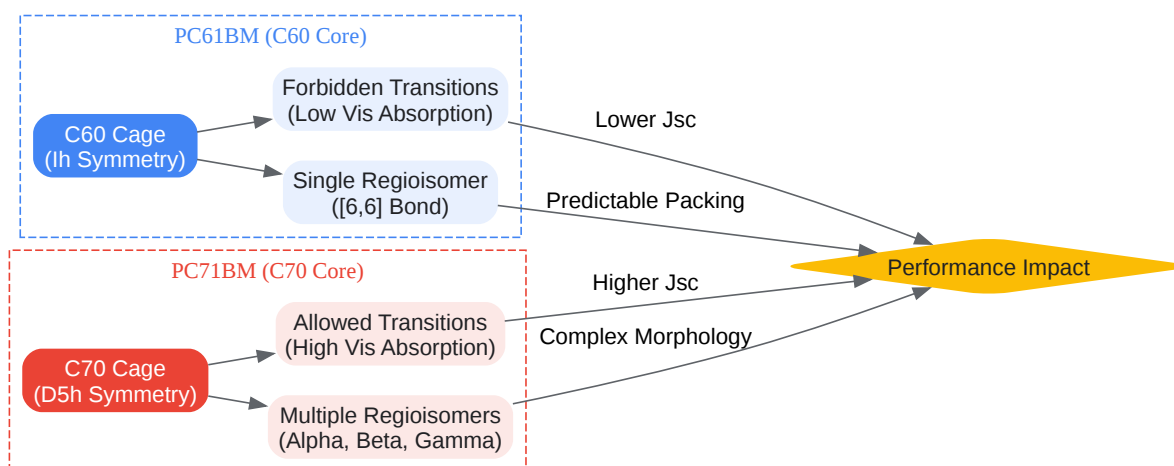 PC61BM (C60 Core)
C60 Cage
(Ih Symmetry)
Forbidden Transitions
(Low Vis Absorption)
Single Regioisomer
([6,6] Bond)
Lower Jsc
Predictable Packing
PC71BM (C70 Core)
C70 Cage
(D5h Symmetry)
Allowed Transitions
(High Vis Absorption)
Multiple Regioisomers
(Alpha, Beta, Gamma)
Higher Jsc
Complex Morphology
Performance Impact